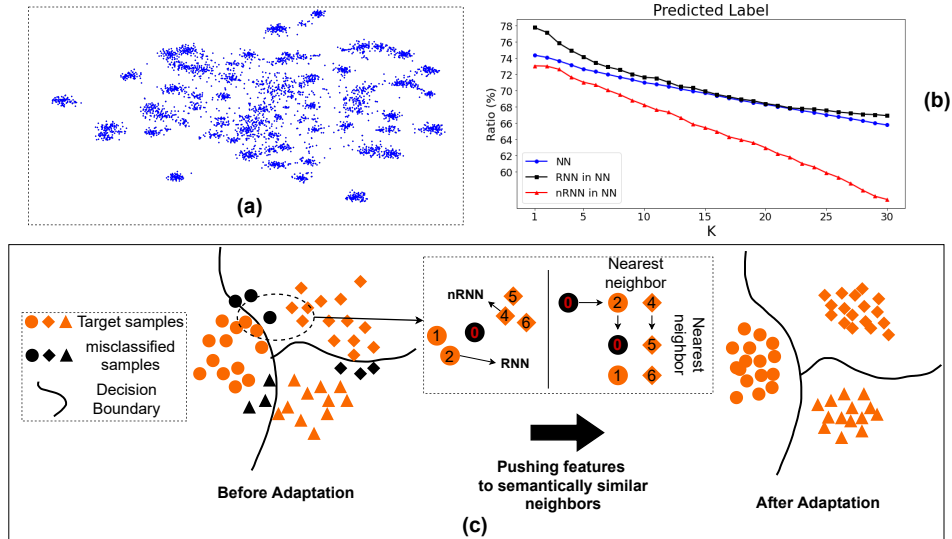 (a)
Predicted Label
78
76
74
72
70
68
66
64
62
60
Ratio (%)
NN
RNN in NN
nRNN in NN
1
5
10
15
20
25
30
K
(b)
Target samples
misclassified
samples
Decision
Boundary
Before Adaptation
nRNN
5
4
6
0
1
2
RNN
Nearest
neighbor
0
2
4
0
5
1
6
Nearest
neighbor
Pushing features
to semantically similar
neighbors
After Adaptation
(c)